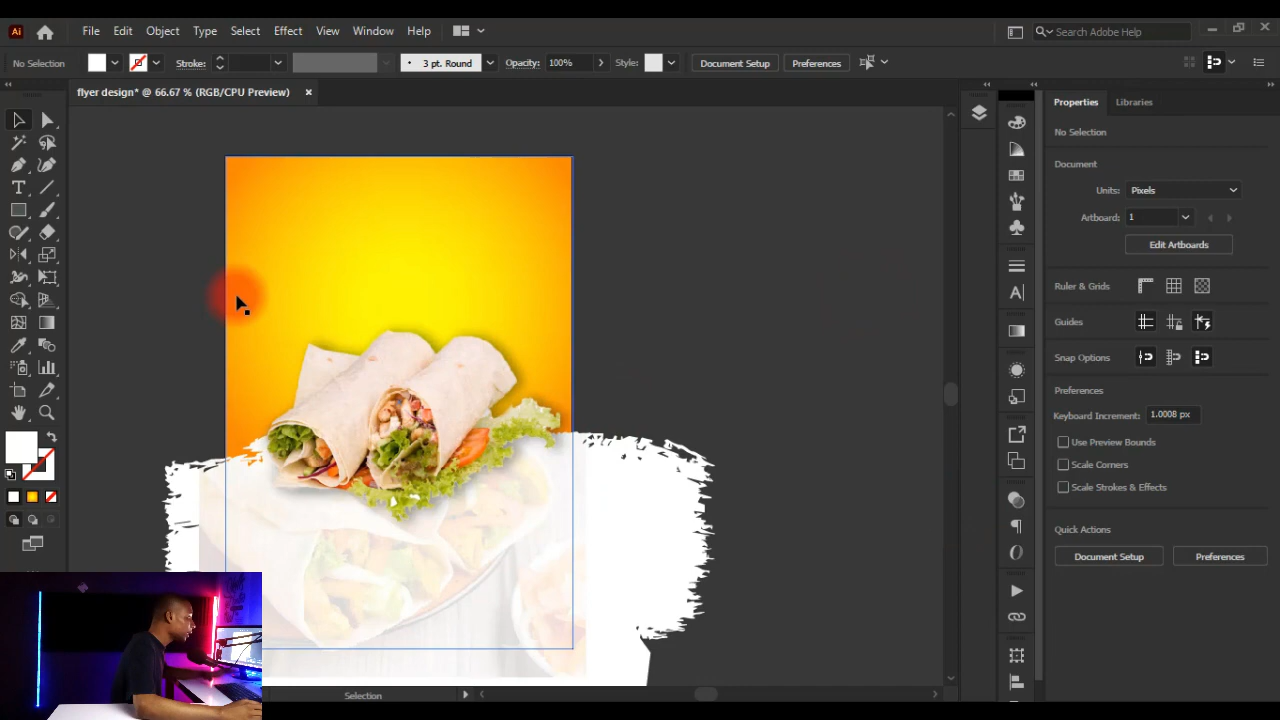 Ai
File Edit Object Type Select Effect View Window Help
Search Adobe Help
No Selection
Stroke:
3 pt. Round
Opacity: 100%
Style:
Document Setup
Preferences
flyer design* @ 66.67 % (RGB/CPU Preview) ×
Properties
Libraries
No Selection
Document
Units: Pixels
Artboard: 1
Edit Artboards
Ruler & Grids
Guides
Snap Options
Preferences
Keyboard Increment: 1.0008 px
Use Preview Bounds
Scale Corners
Scale Strokes & Effects
Quick Actions
Document Setup
Preferences
Selection